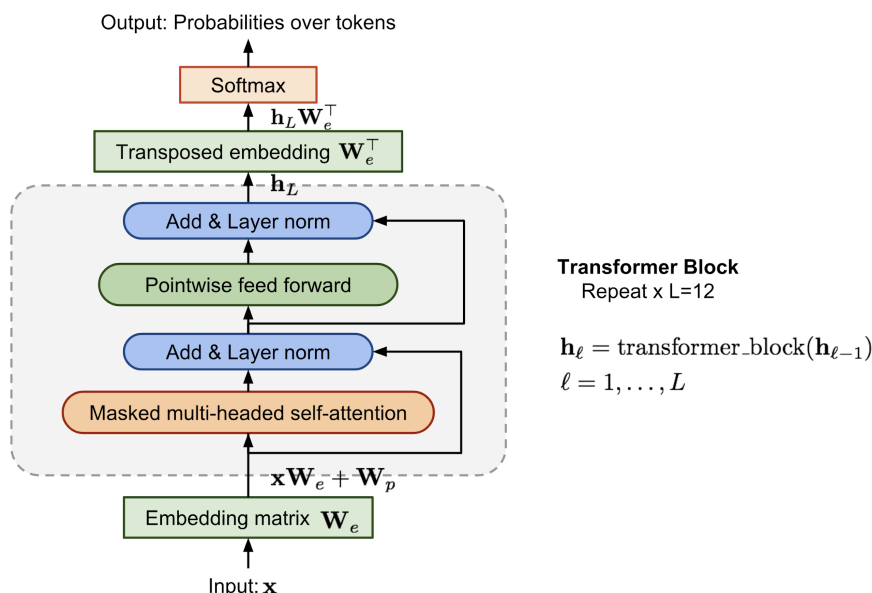 Output: Probabilities over tokens
Softmax
h_L W_e^⊤
Transposed embedding W_e^⊤
h_L
Add & Layer norm
Pointwise feed forward
Add & Layer norm
Masked multi-headed self-attention
xW_e + W_p
Embedding matrix W_e
Input: x
Transformer Block
Repeat x L=12
h_ℓ = transformer_block(h_{ℓ−1})
ℓ = 1, . . . , L